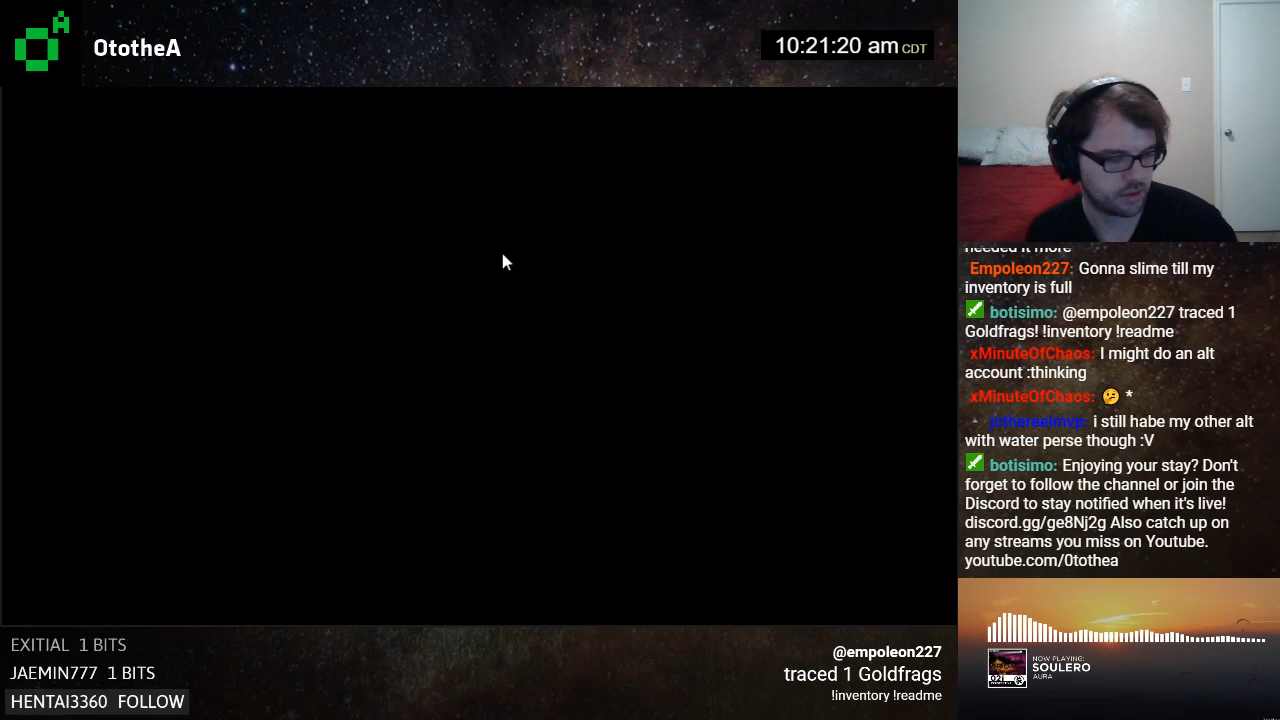 OtotheA
10:21:20 am CDT
needed it more
Empoleon227: Gonna slime till my
inventory is full
botisimo: @empoleon227 traced 1
Goldfrags! !inventory !readme
xMinuteOfChaos: I might do an alt
account :thinking
xMinuteOfChaos: 🤔 *
jcthereelmvp: i still habe my other alt
with water perse though :V
botisimo: Enjoying your stay? Don't
forget to follow the channel or join the
Discord to stay notified when it's live!
discord.gg/ge8Nj2g Also catch up on
any streams you miss on Youtube.
youtube.com/0tothea
NOW PLAYING:
SOULERO
AURA
EXITIAL 1 BITS
JAEMIN777 1 BITS
HENTAI3360 FOLLOW
@empoleon227
traced 1 Goldfrags
!inventory !readme